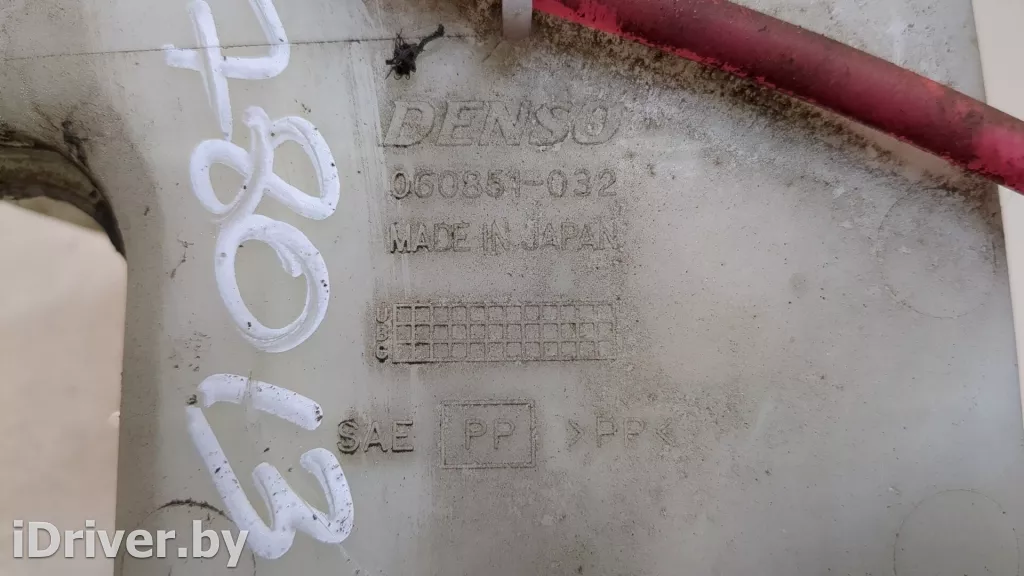 DENSO
060851-032
MADE IN JAPAN
SAE PP >PP<
iDriver.by